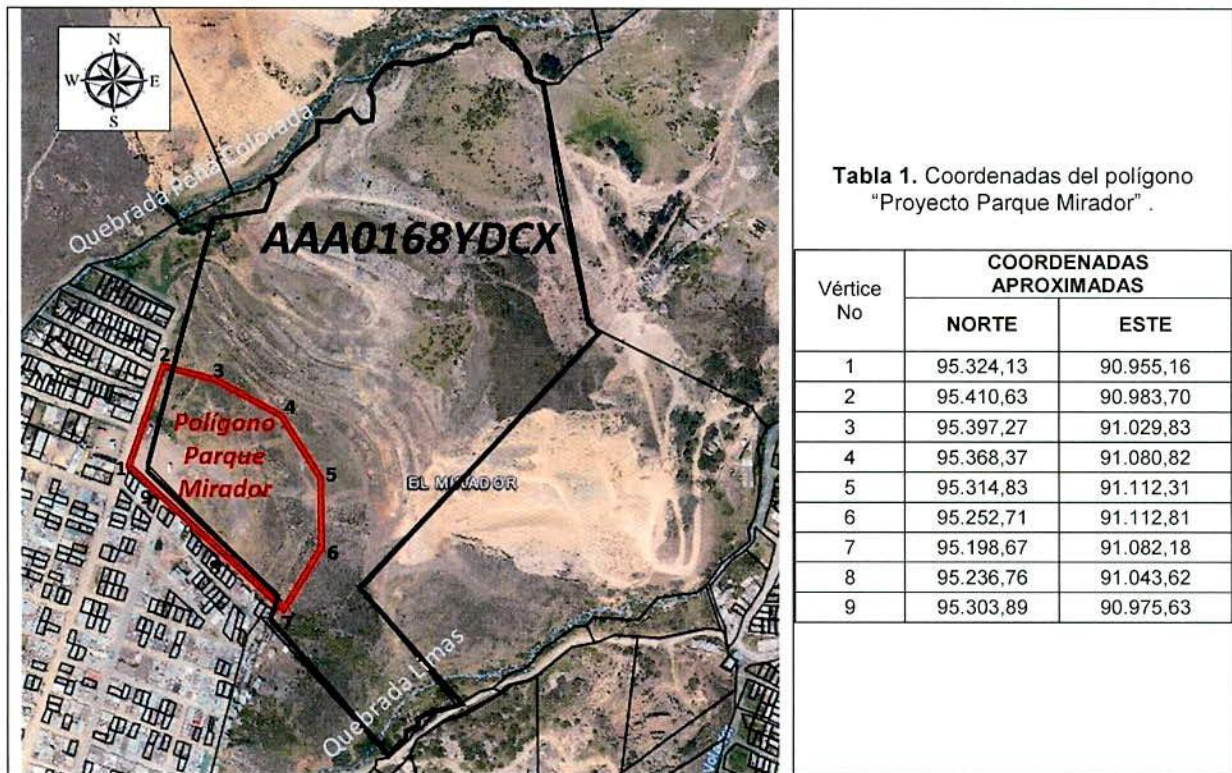 N
W E
S
Quebrada Peña Colorada
AAA0168YDCX
2
3
4
Polígono
Parque
Mirador
1
5
9
EL MIRADOR
6
8
7
Quebrada Limas
Tabla 1. Coordenadas del polígono
“Proyecto Parque Mirador” .
Vértice No COORDENADAS APROXIMADAS
NORTE ESTE
1 95.324,13 90.955,16
2 95.410,63 90.983,70
3 95.397,27 91.029,83
4 95.368,37 91.080,82
5 95.314,83 91.112,31
6 95.252,71 91.112,81
7 95.198,67 91.082,18
8 95.236,76 91.043,62
9 95.303,89 90.975,63